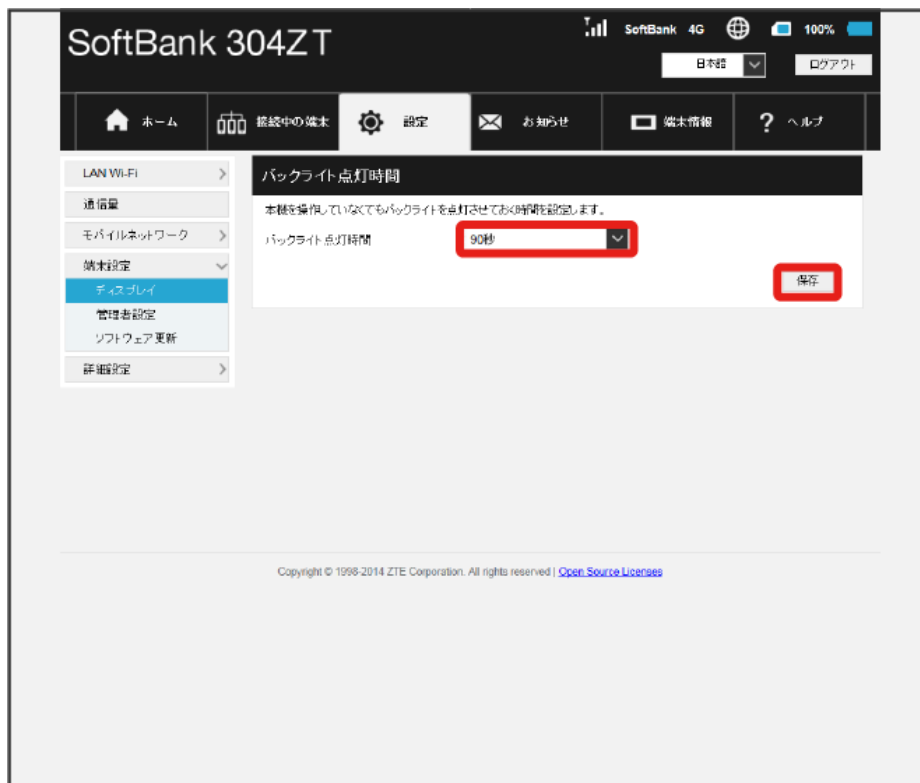 SoftBank 304ZT
SoftBank 4G 100%
日本語 ログアウト
ホーム 接続中の端末 設定 お知らせ 端末情報 ? ヘルプ
LAN Wi-Fi
通信量
モバイルネットワーク
端末設定
ディスプレイ
管理者設定
ソフトウェア更新
詳細設定
バックライト点灯時間
本機を操作していなくてもバックライトを点灯させておく時間を設定します。
バックライト点灯時間 90秒
保存
Copyright © 1998-2014 ZTE Corporation. All rights reserved | Open Source Licenses